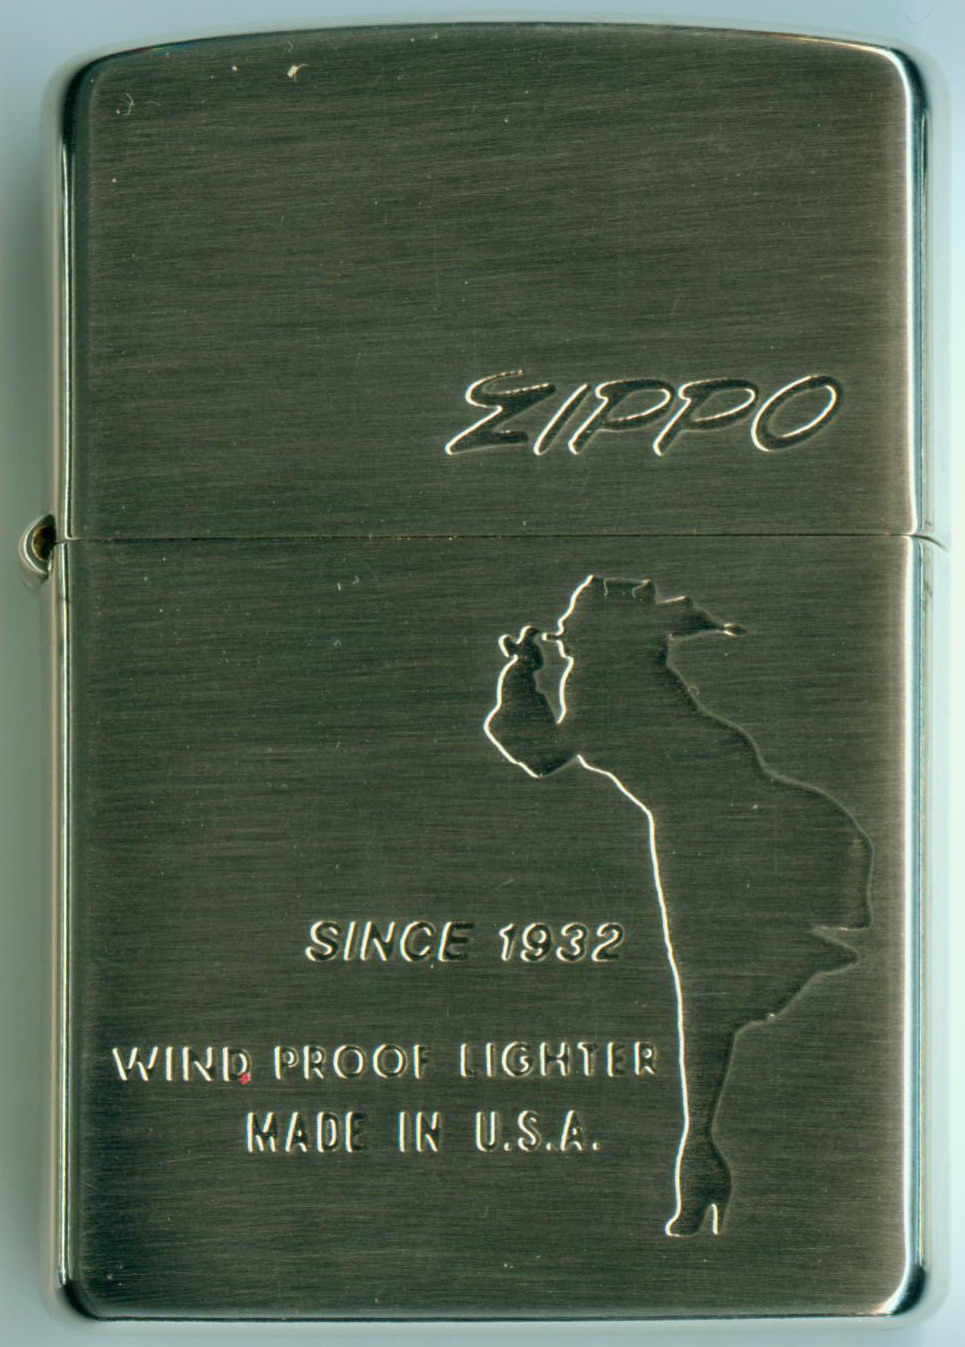 ZIPPO
SINCE 1932
WIND PROOF LIGHTER
MADE IN U.S.A.